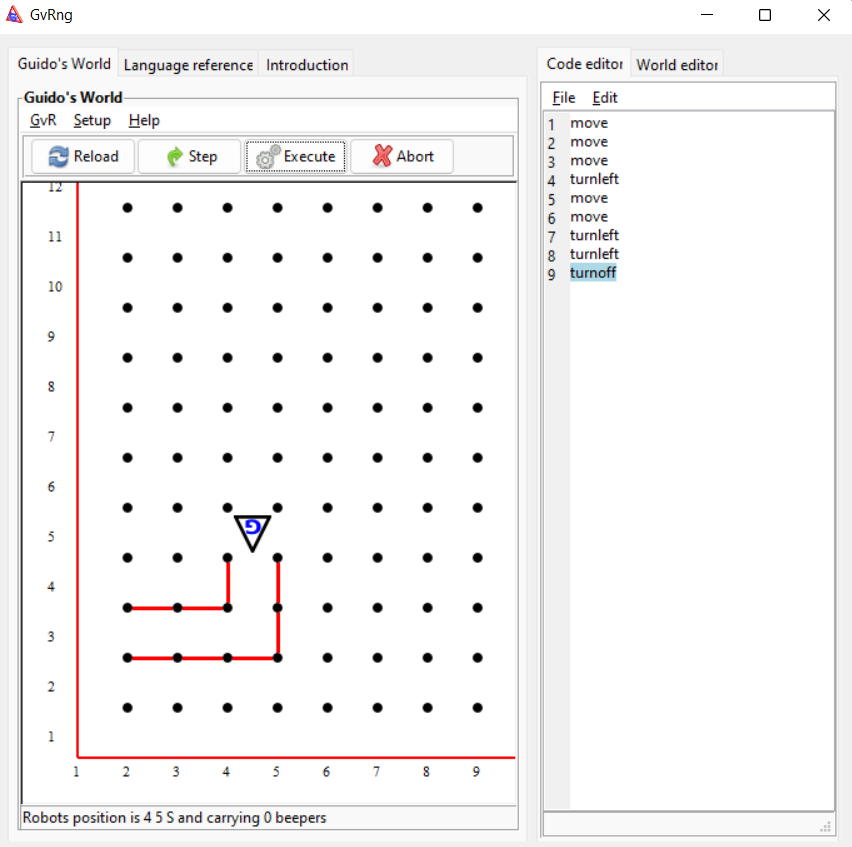 GvRng
Guido's World Language reference Introduction
Guido's World
GvR Setup Help
Reload Step Execute Abort
12
11
10
9
8
7
6
G
5
4
3
2
1
1 2 3 4 5 6 7 8 9
Robots position is 4 5 S and carrying 0 beepers
Code editor World editor
File Edit
1 move
2 move
3 move
4 turnleft
5 move
6 move
7 turnleft
8 turnleft
9 turnoff